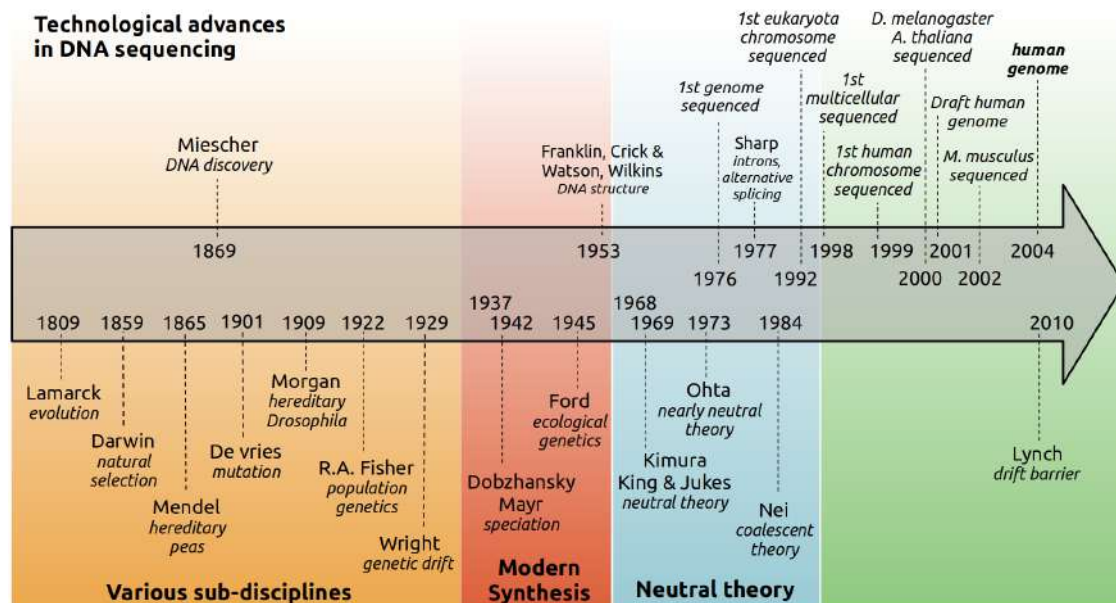 Technological advances
in DNA sequencing
Miescher
DNA discovery
Franklin, Crick &
Watson, Wilkins
DNA structure
1st genome
sequenced
Sharp
introns,
alternative
splicing
1st eukaryota
chromosome
sequenced
1st
multicellular
sequenced
1st human
chromosome
sequenced
D. melanogaster
A. thaliana
sequenced
Draft human
genome
M. musculus
sequenced
human
genome
1869
1953
1976
1977
1992
1998
1999
2000
2001
2002
2004
1809
1859
1865
1901
1909
1922
1929
1937
1942
1945
1968
1969
1973
1984
2010
Lamarck
evolution
Darwin
natural
selection
Mendel
hereditary
peas
De vries
mutation
Morgan
hereditary
Drosophila
R.A. Fisher
population
genetics
Wright
genetic drift
Dobzhansky
Mayr
speciation
Ford
ecological
genetics
Kimura
King & Jukes
neutral theory
Ohta
nearly neutral
theory
Nei
coalescent
theory
Lynch
drift barrier
Various sub-disciplines
Modern
Synthesis
Neutral theory